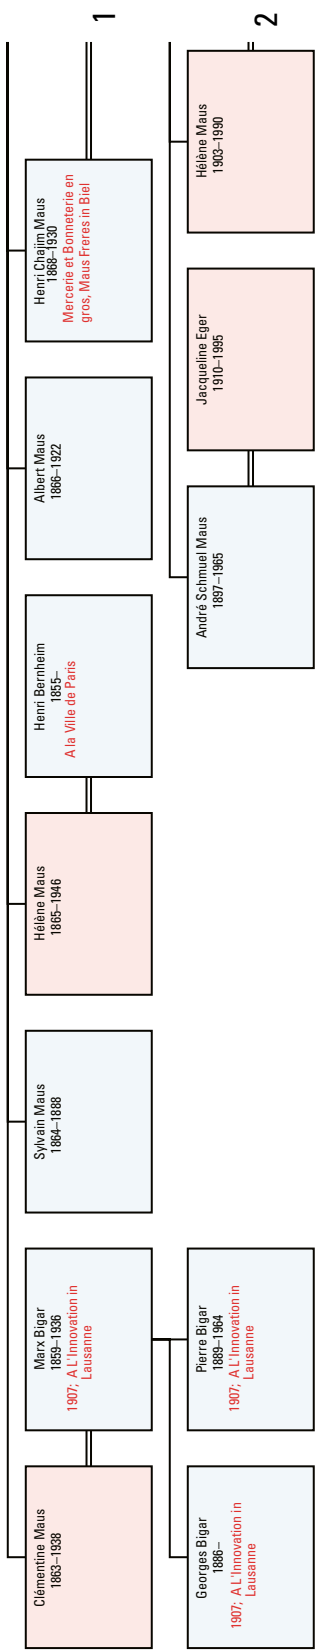 Clémentine Maus
1863–1938
Marx Bigar
1859–1936
1907; A L'Innovation in
Lausanne
Sylvain Maus
1864–1888
Hélène Maus
1865–1946
Henri Bernheim
1855–
A la Ville de Paris
Albert Maus
1866–1922
Henri Chajim Maus
1868–1930
Mercerie et Bonneterie en
gros, Maus Freres in Biel
1
Georges Bigar
1886–
1907; A L'Innovation in
Lausanne
Pierre Bigar
1889–1964
1907; A L'Innovation in
Lausanne
André Schmuel Maus
1897–1965
Jacqueline Eger
1910–1995
Hélène Maus
1903–1990
2